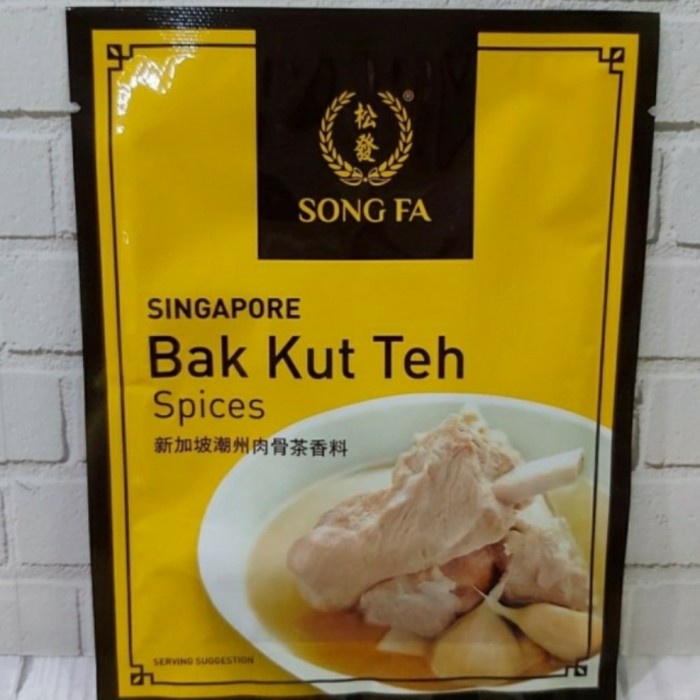 松
發
®
SONG FA
SINGAPORE
Bak Kut Teh
Spices
新加坡潮州肉骨茶香料
SERVING SUGGESTION